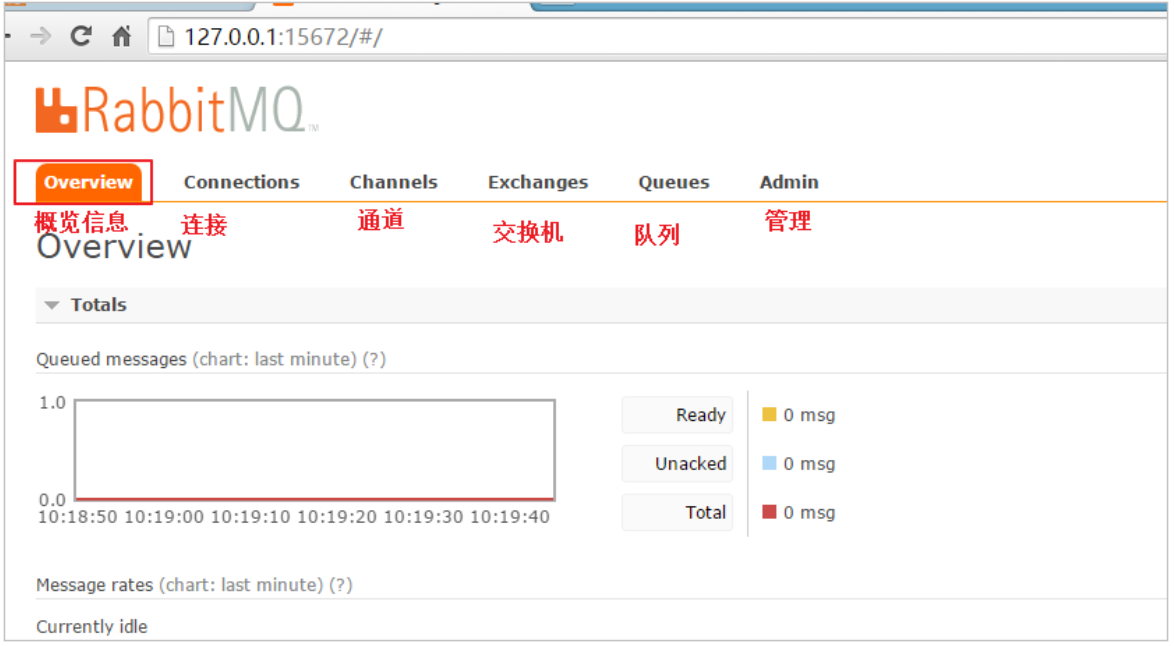 127.0.0.1:15672/#/
RabbitMQ™
Overview Connections Channels Exchanges Queues Admin
概览信息 连接 通道 交换机 队列 管理
Overview
Totals
Queued messages (chart: last minute) (?)
1.0
0.0
10:18:50 10:19:00 10:19:10 10:19:20 10:19:30 10:19:40
Ready 0 msg
Unacked 0 msg
Total 0 msg
Message rates (chart: last minute) (?)
Currently idle